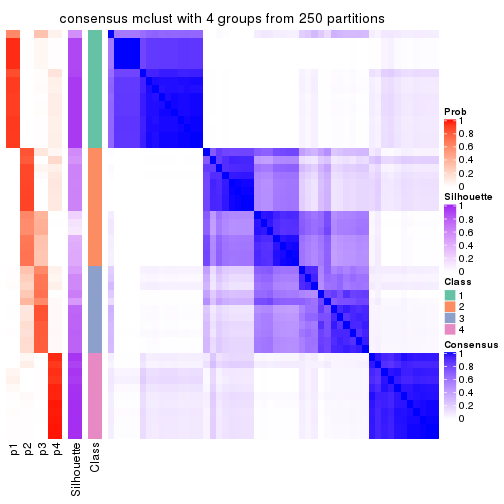 consensus mclust with 4 groups from 250 partitions
Prob
1
0.8
0.6
0.4
0.2
0
Silhouette
1
0.8
0.6
0.4
0.2
0
Class
1
2
3
4
Consensus
1
0.8
0.6
0.4
0.2
0
p1
p2
p3
p4
Silhouette
Class